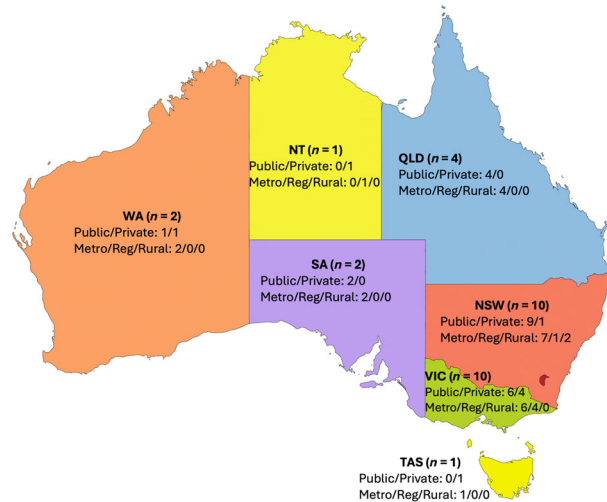 NT (n = 1)
Public/Private: 0/1
Metro/Reg/Rural: 0/1/0
QLD (n = 4)
Public/Private: 4/0
Metro/Reg/Rural: 4/0/0
WA (n = 2)
Public/Private: 1/1
Metro/Reg/Rural: 2/0/0
SA (n = 2)
Public/Private: 2/0
Metro/Reg/Rural: 2/0/0
NSW (n = 10)
Public/Private: 9/1
Metro/Reg/Rural: 7/1/2
VIC (n = 10)
Public/Private: 6/4
Metro/Reg/Rural: 6/4/0
TAS (n = 1)
Public/Private: 0/1
Metro/Reg/Rural: 1/0/0